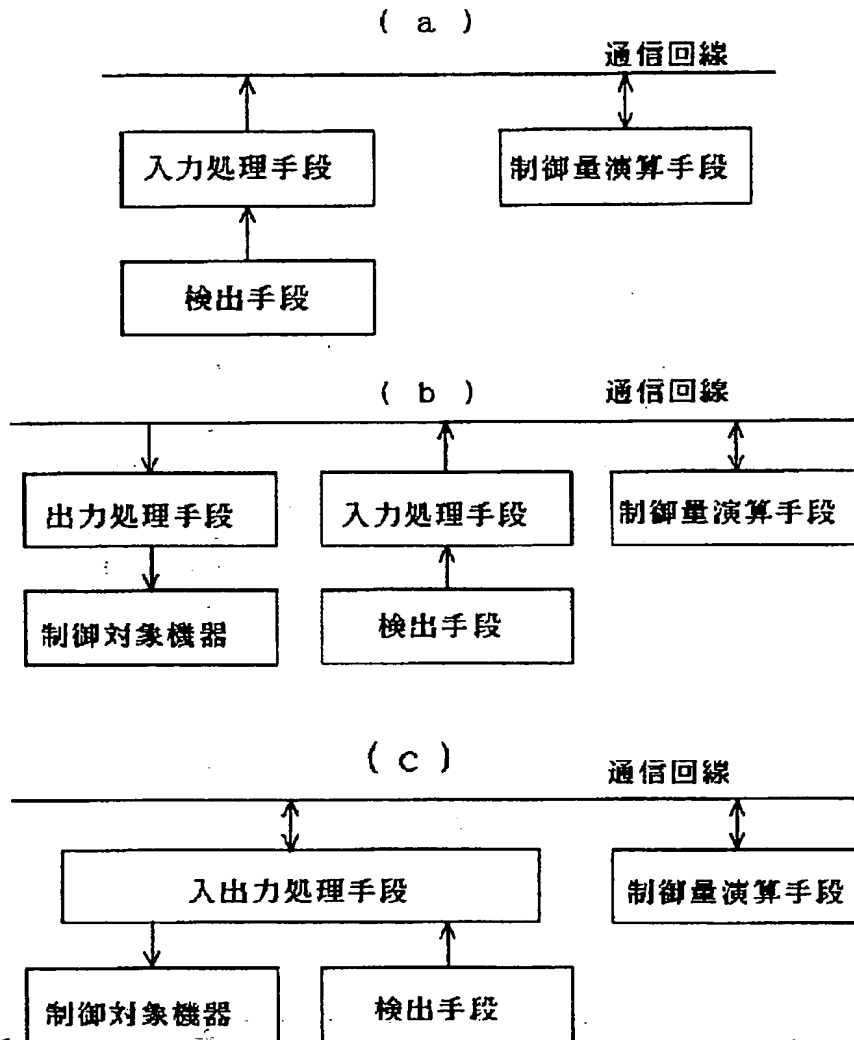 ( a )
通信回線
入力処理手段
制御量演算手段
検出手段
( b )
通信回線
出力処理手段
入力処理手段
制御量演算手段
制御対象機器
検出手段
( c )
通信回線
入出力処理手段
制御量演算手段
制御対象機器
検出手段